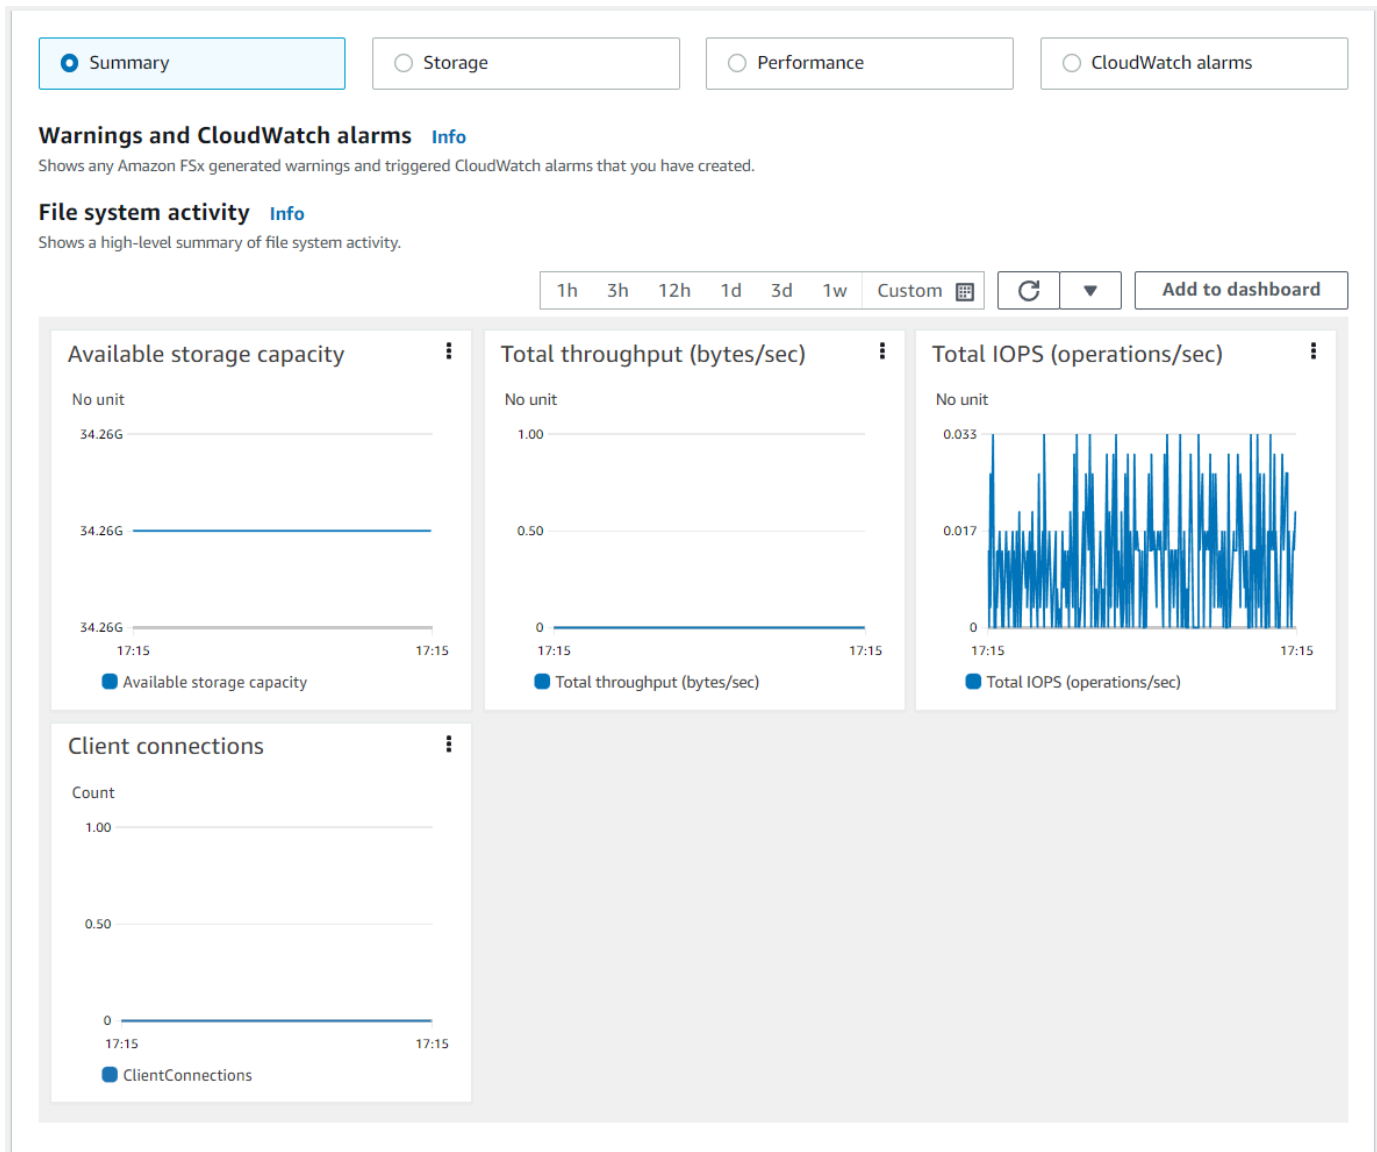 Summary
Storage
Performance
CloudWatch alarms
Warnings and CloudWatch alarms Info
Shows any Amazon FSx generated warnings and triggered CloudWatch alarms that you have created.
File system activity Info
Shows a high-level summary of file system activity.
1h 3h 12h 1d 3d 1w Custom
Add to dashboard
Available storage capacity
No unit
34.26G
34.26G
34.26G
17:15 17:15
Available storage capacity
Total throughput (bytes/sec)
No unit
1.00
0.50
0
17:15 17:15
Total throughput (bytes/sec)
Total IOPS (operations/sec)
No unit
0.033
0.017
0
17:15 17:15
Total IOPS (operations/sec)
Client connections
Count
1.00
0.50
0
17:15 17:15
ClientConnections